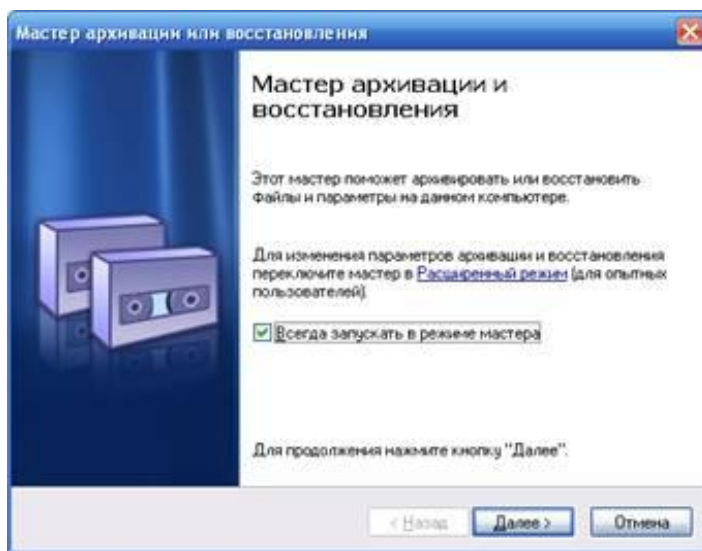 Мастер архивации или восстановления
Мастер архивации и
восстановления
Этот мастер поможет архивировать или восстановить
файлы и параметры на данном компьютере.
Для изменения параметров архивации и восстановления
переключите мастер в Расширенный режим (для опытных
пользователей).
Всегда запускать в режиме мастера
Для продолжения нажмите кнопку "Далее".
< Назад
Далее >
Отмена